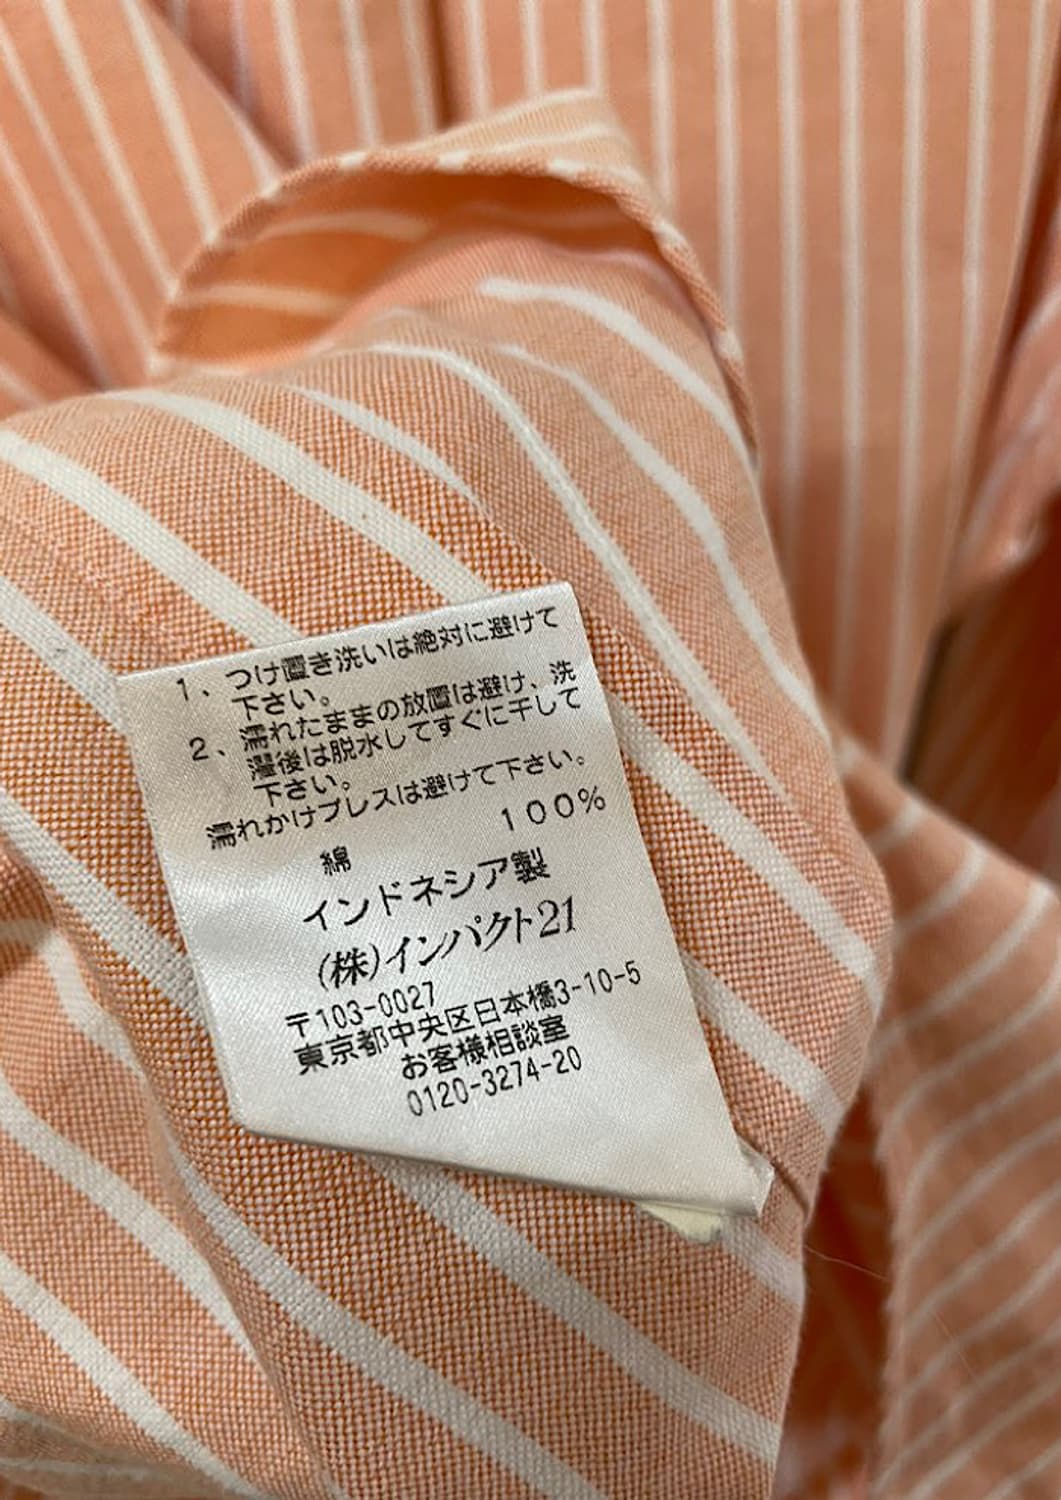 1、つけ置き洗いは絶対に避けて
下さい。
2、濡れたままの放置は避け、洗
濯後は脱水してすぐに干して
下さい。
濡れかけプレスは避けて下さい。
綿 100%
インドネシア製
(株)インパクト21
〒103-0027
東京都中央区日本橋3-10-5
お客様相談室
0120-3274-20